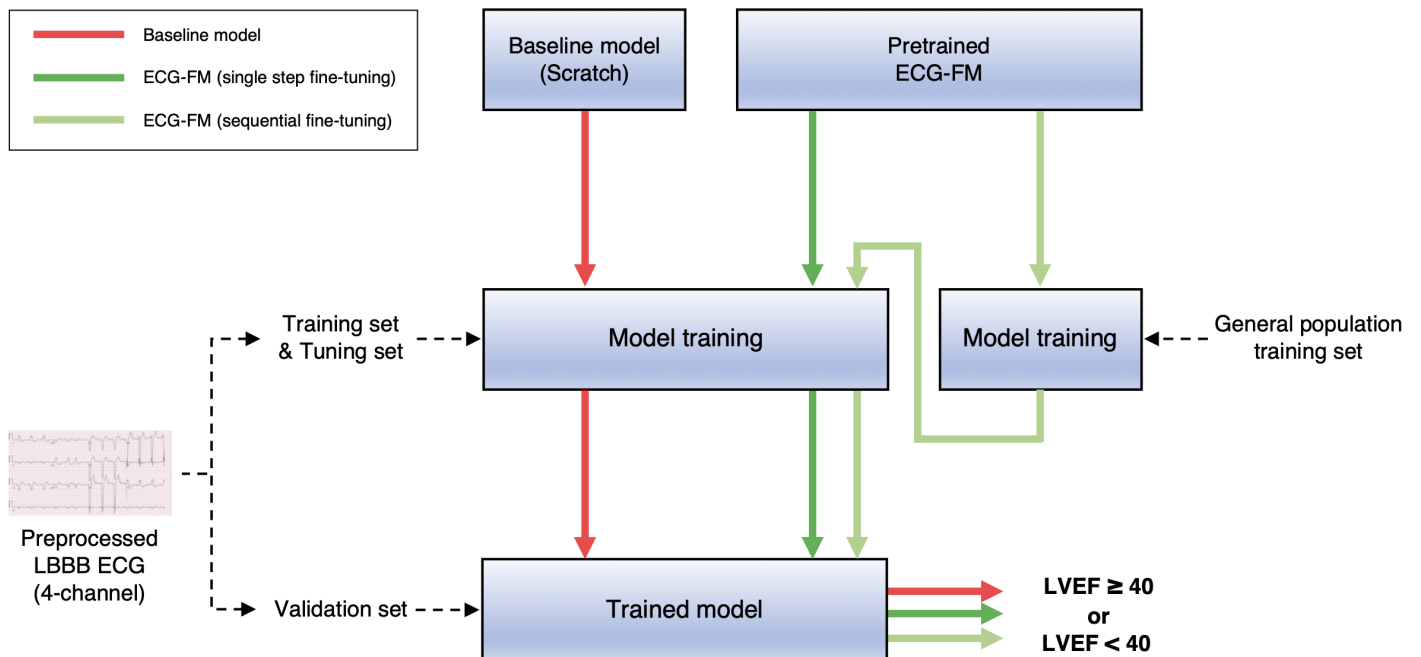 Baseline model
ECG-FM (single step fine-tuning)
ECG-FM (sequential fine-tuning)
Baseline model
(Scratch)
Pretrained
ECG-FM
Training set
& Tuning set
Model training
Model training
General population
training set
Preprocessed
LBBB ECG
(4-channel)
Validation set
Trained model
LVEF ≥ 40
or
LVEF < 40